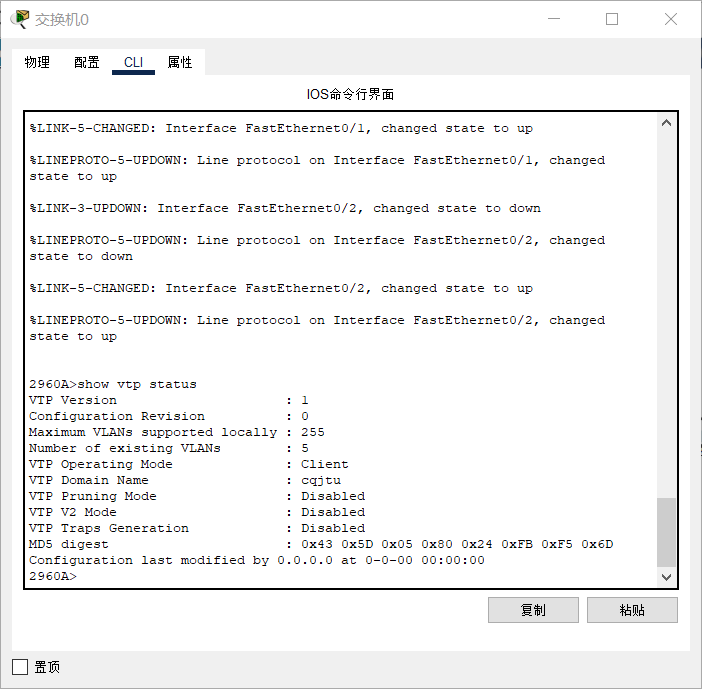 交换机0
物理 配置 CLI 属性
IOS命令行界面
%LINK-5-CHANGED: Interface FastEthernet0/1, changed state to up
%LINEPROTO-5-UPDOWN: Line protocol on Interface FastEthernet0/1, changed
state to up
%LINK-3-UPDOWN: Interface FastEthernet0/2, changed state to down
%LINEPROTO-5-UPDOWN: Line protocol on Interface FastEthernet0/2, changed
state to down
%LINK-5-CHANGED: Interface FastEthernet0/2, changed state to up
%LINEPROTO-5-UPDOWN: Line protocol on Interface FastEthernet0/2, changed
state to up
2960A>show vtp status
VTP Version : 1
Configuration Revision : 0
Maximum VLANs supported locally : 255
Number of existing VLANs : 5
VTP Operating Mode : Client
VTP Domain Name : cqjtu
VTP Pruning Mode : Disabled
VTP V2 Mode : Disabled
VTP Traps Generation : Disabled
MD5 digest : 0x43 0x5D 0x05 0x80 0x24 0xFB 0xF5 0x6D
Configuration last modified by 0.0.0.0 at 0-0-00 00:00:00
2960A>
复制 粘贴
置顶